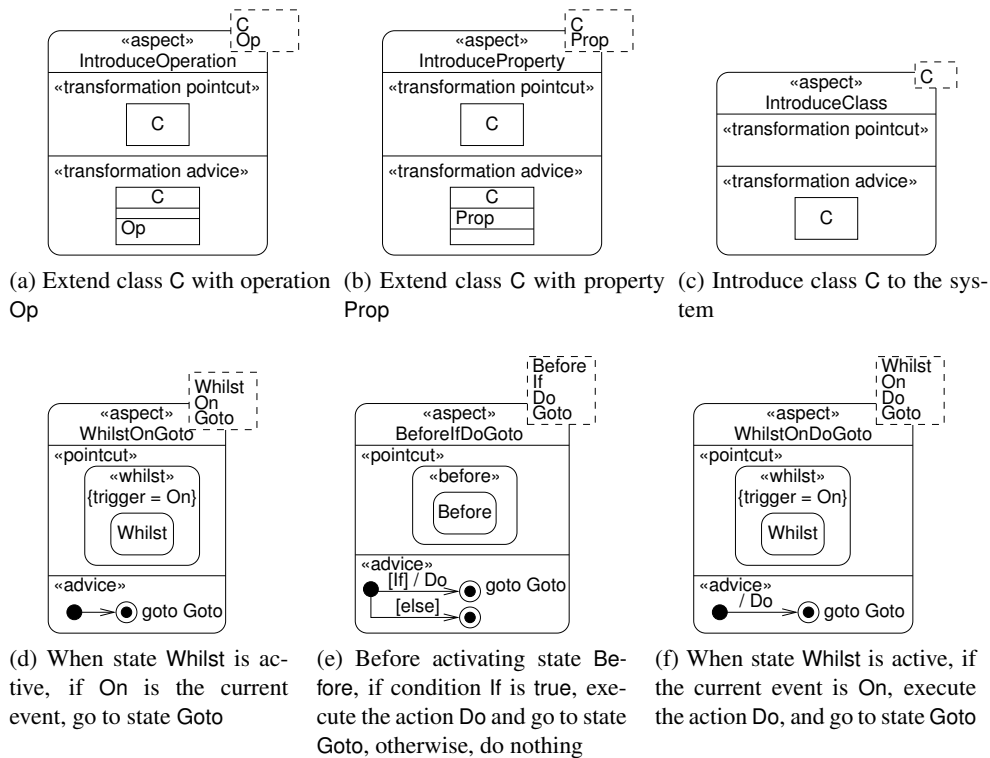 C
Op
«aspect»
IntroduceOperation
«transformation pointcut»
C
«transformation advice»
C
Op
(a) Extend class C with operation
Op
C
Prop
«aspect»
IntroduceProperty
«transformation pointcut»
C
«transformation advice»
C
Prop
(b) Extend class C with property
Prop
C
«aspect»
IntroduceClass
«transformation pointcut»
«transformation advice»
C
(c) Introduce class C to the sys-
tem
Whilst
On
Goto
«aspect»
WhilstOnGoto
«pointcut»
«whilst»
{trigger = On}
Whilst
«advice»
goto Goto
(d) When state Whilst is ac-
tive, if On is the current
event, go to state Goto
Before
If
Do
Goto
«aspect»
BeforeIfDoGoto
«pointcut»
«before»
Before
«advice»
[If] / Do
goto Goto
[else]
(e) Before activating state Be-
fore, if condition If is true, exe-
cute the action Do and go to state
Goto, otherwise, do nothing
Whilst
On
Do
Goto
«aspect»
WhilstOnDoGoto
«pointcut»
«whilst»
{trigger = On}
Whilst
«advice»
/ Do
goto Goto
(f) When state Whilst is active, if
the current event is On, execute
the action Do, and go to state Goto